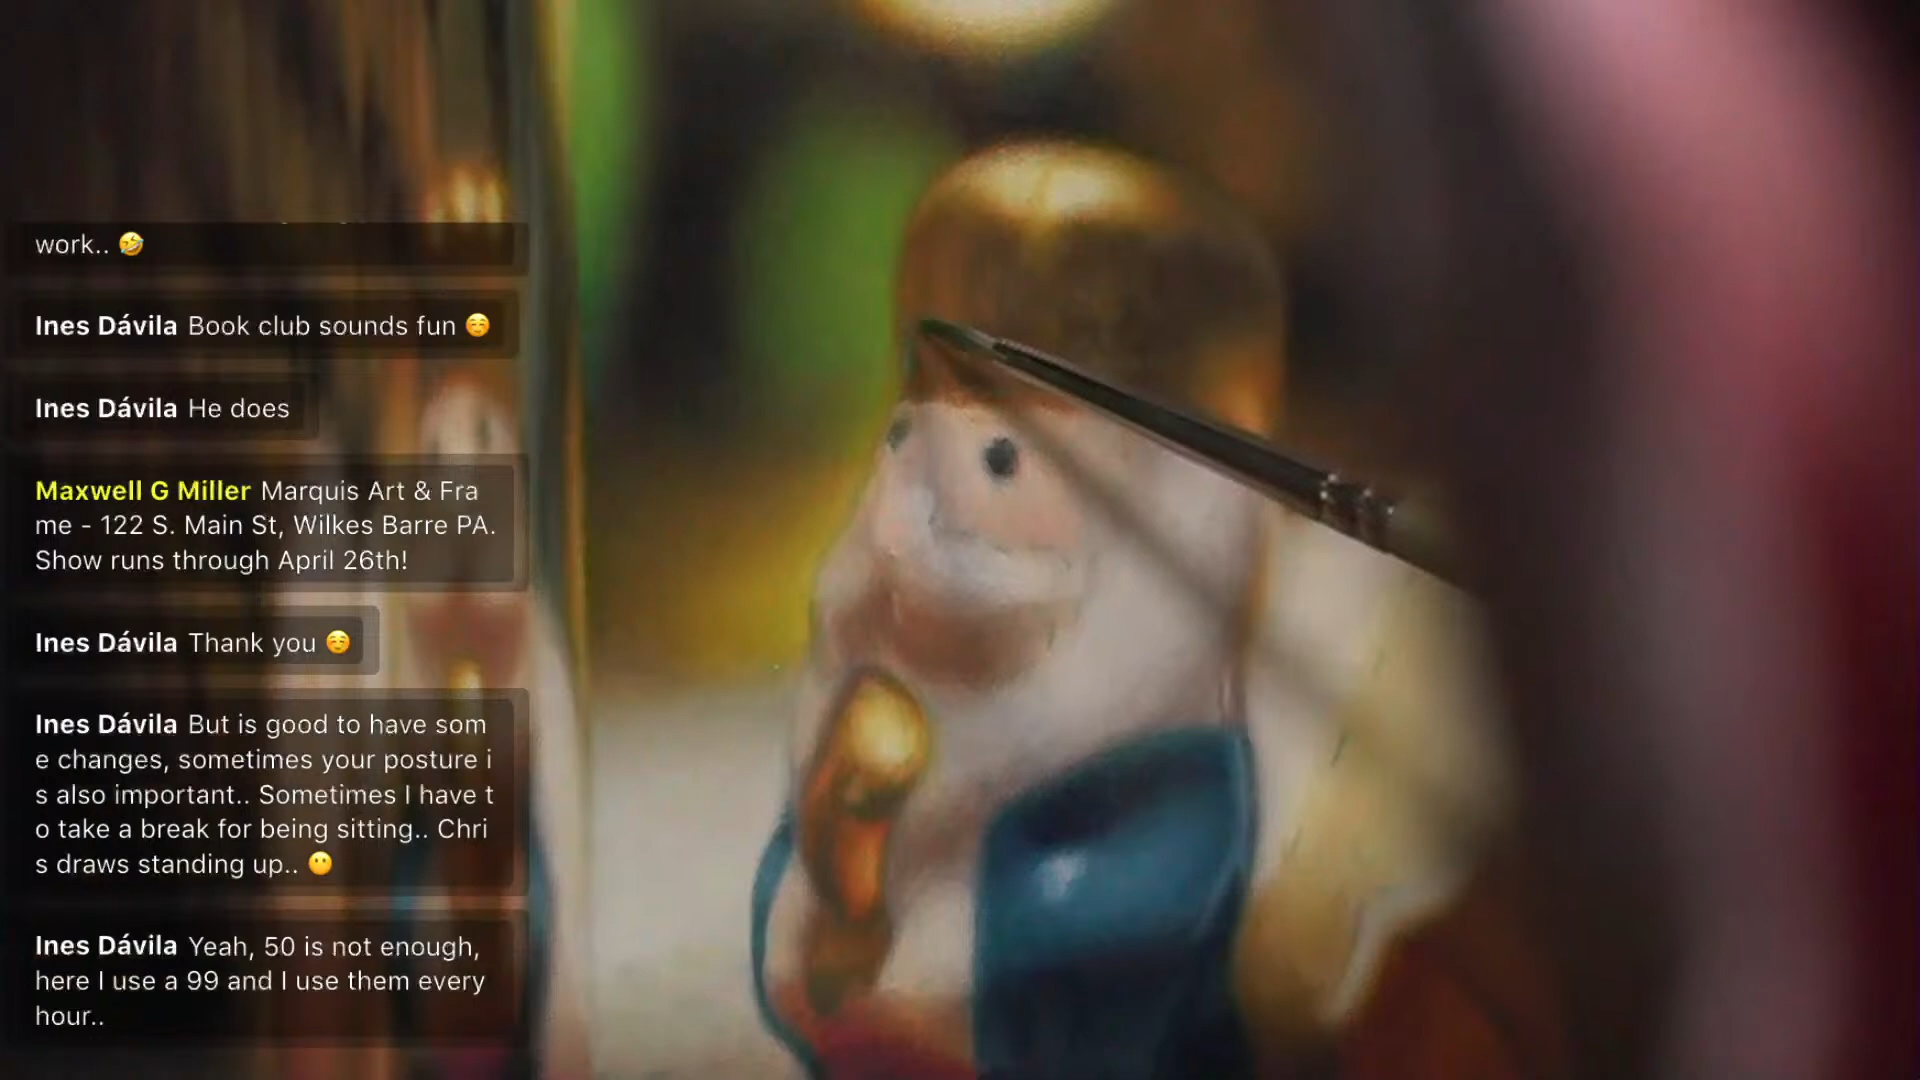 work.. 🤣
Ines Dávila Book club sounds fun ☺️
Ines Dávila He does
Maxwell G Miller Marquis Art & Fra
me - 122 S. Main St, Wilkes Barre PA.
Show runs through April 26th!
Ines Dávila Thank you ☺️
Ines Dávila But is good to have som
e changes, sometimes your posture i
s also important.. Sometimes I have t
o take a break for being sitting.. Chri
s draws standing up.. 😶
Ines Dávila Yeah, 50 is not enough,
here I use a 99 and I use them every
hour..